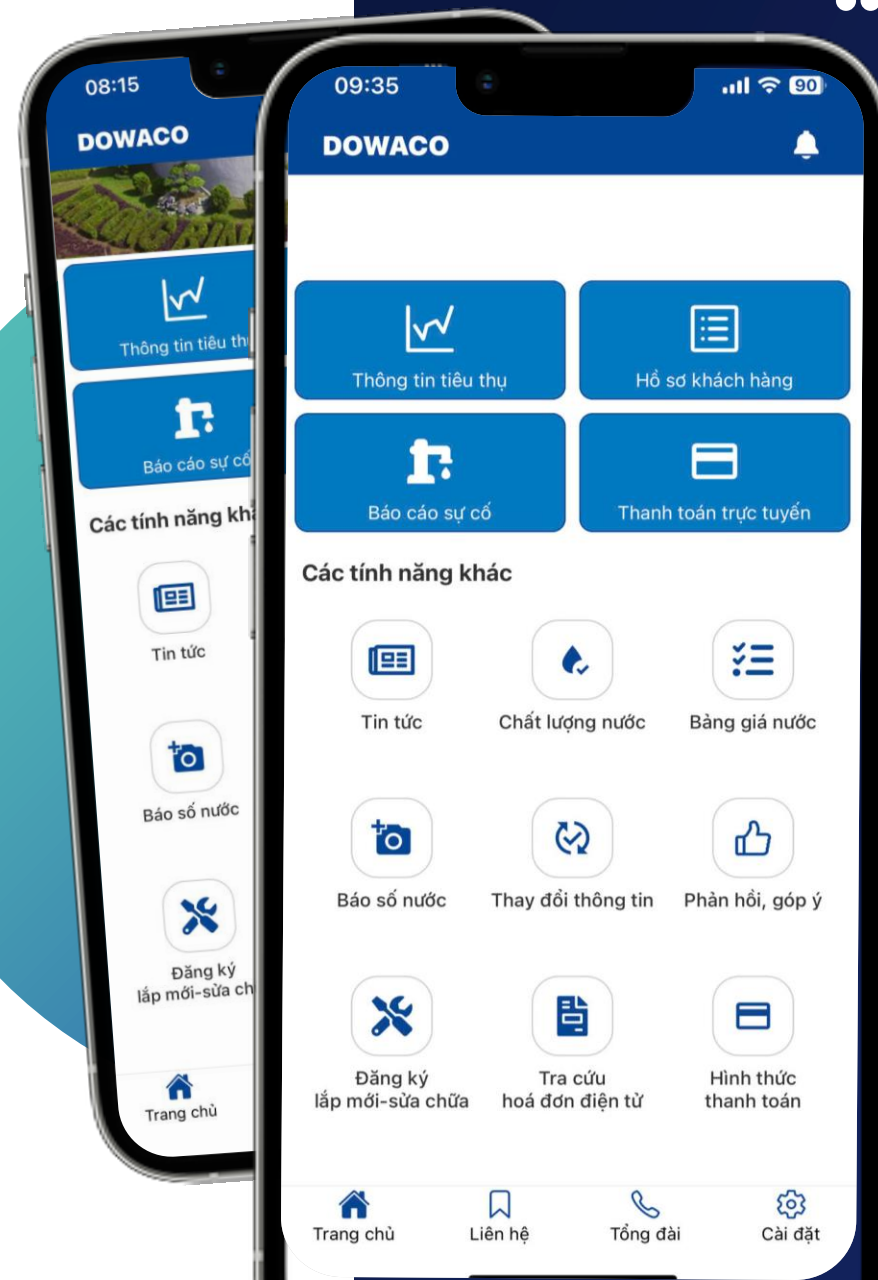 08:15
DOWACO
Thông tin tiêu thụ
Báo cáo sự cố
Các tính năng
Tin tức
Báo số nước
Đăng ký
lắp mới-sửa
Trang chủ
09:35
90
DOWACO
Thông tin tiêu thụ
Hồ sơ khách hàng
Báo cáo sự cố
Thanh toán trực tuyến
Các tính năng khác
Tin tức
Chất lượng nước
Bảng giá nước
Báo số nước
Thay đổi thông tin
Phản hồi, góp ý
Đăng ký
lắp mới-sửa chữa
Tra cứu
hoá đơn điện tử
Hình thức
thanh toán
Trang chủ
Liên hệ
Tổng đài
Cài đặt